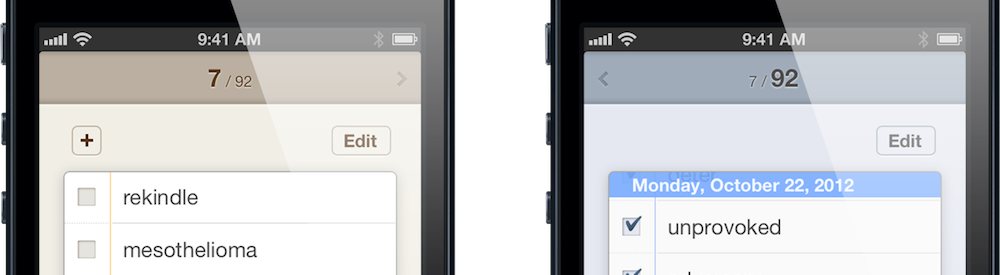 9:41 AM
7 / 92
+
Edit
rekindle
mesothelioma
9:41 AM
7 / 92
Edit
Monday, October 22, 2012
unprovoked